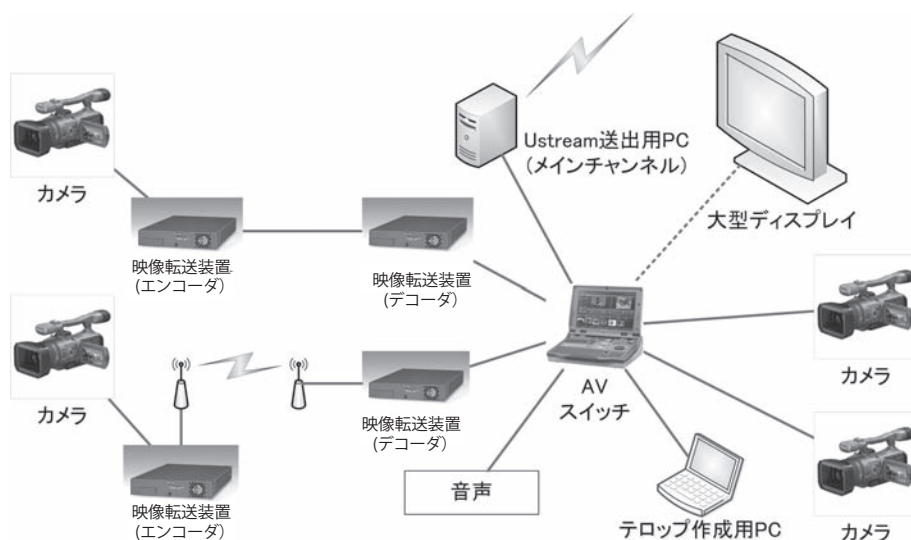 Ustream送出用PC
(メインチャンネル)
大型ディスプレイ
カメラ
映像転送装置
(エンコーダ)
映像転送装置
(デコーダ)
カメラ
AV
スイッチ
カメラ
映像転送装置
(デコーダ)
映像転送装置
(エンコーダ)
音声
テロップ作成用PC
カメラ